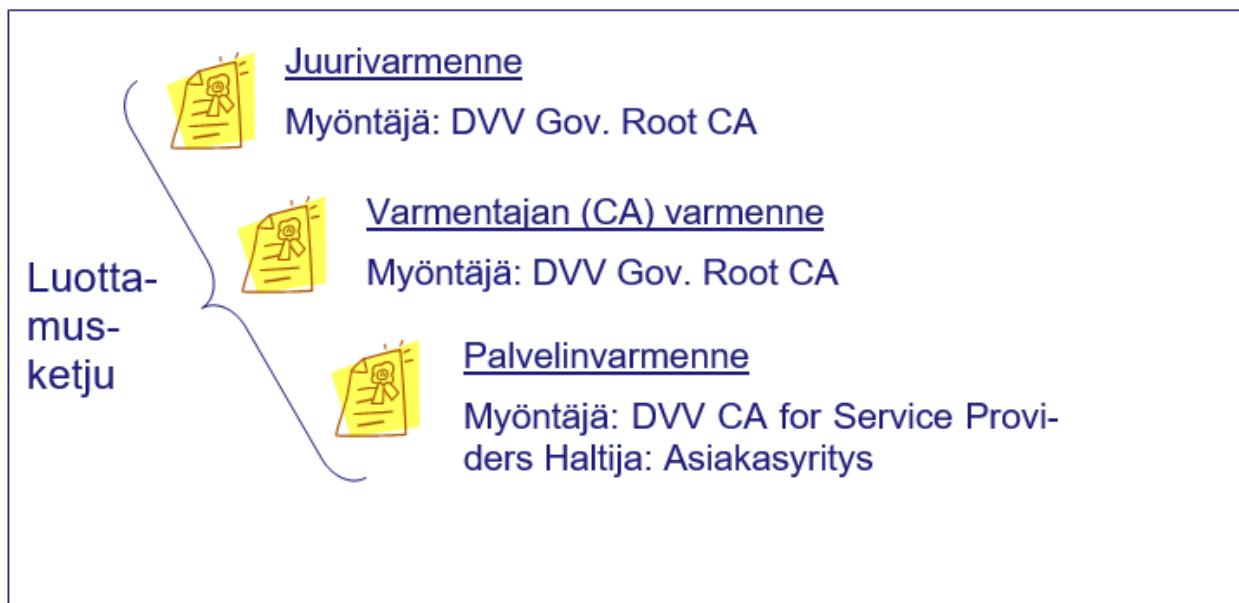 Juurivarmenne
Myöntäjä: DVV Gov. Root CA
Varmentajan (CA) varmenne
Myöntäjä: DVV Gov. Root CA
Luotta-
mus-
ketju
Palvelinvarmenne
Myöntäjä: DVV CA for Service Provi-
ders Haltija: Asiakasyritys